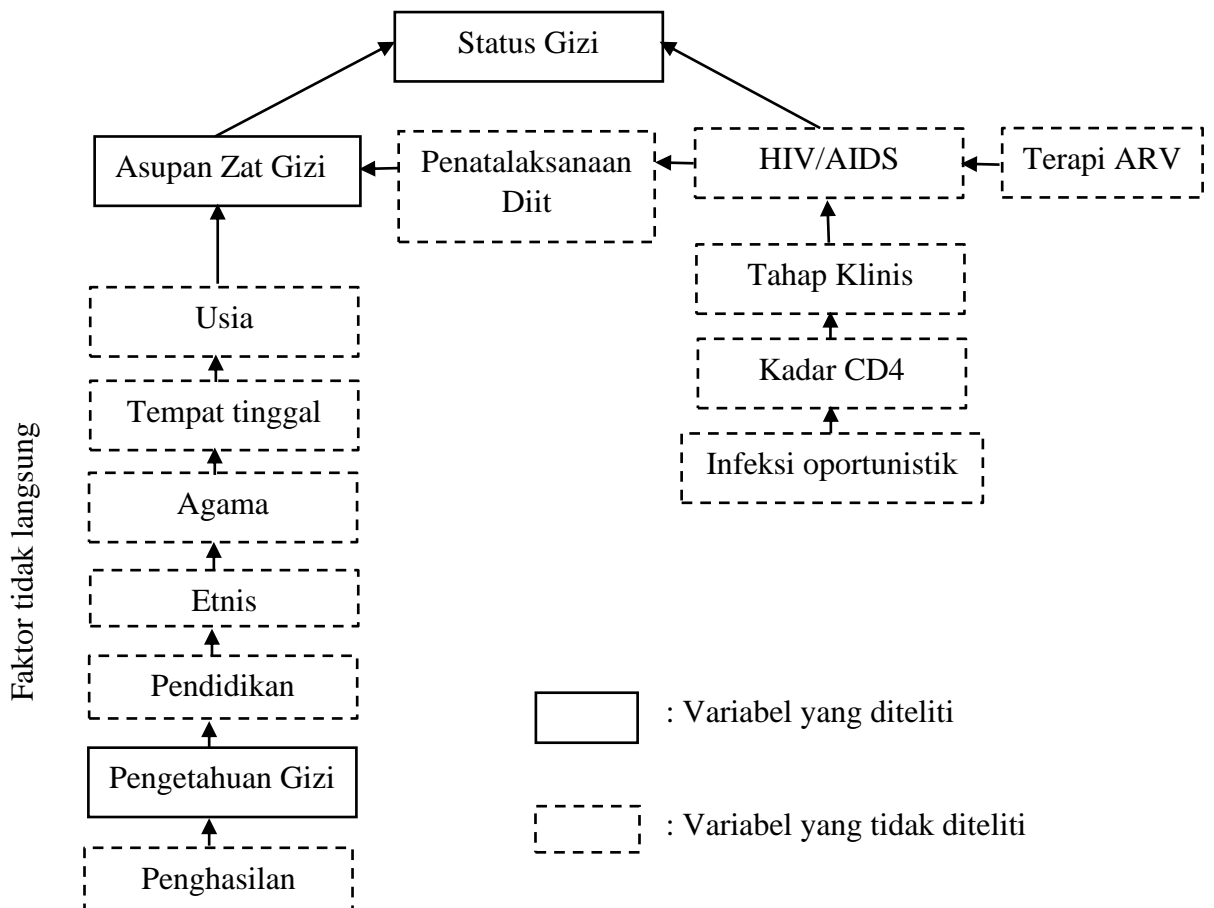 Status Gizi
Asupan Zat Gizi
Penatalaksanaan
Diit
HIV/AIDS
Terapi ARV
Tahap Klinis
Usia
Kadar CD4
Tempat tinggal
Infeksi oportunistik
Agama
Etnis
Pendidikan
Pengetahuan Gizi
Penghasilan
Faktor tidak langsung
: Variabel yang diteliti
: Variabel yang tidak diteliti